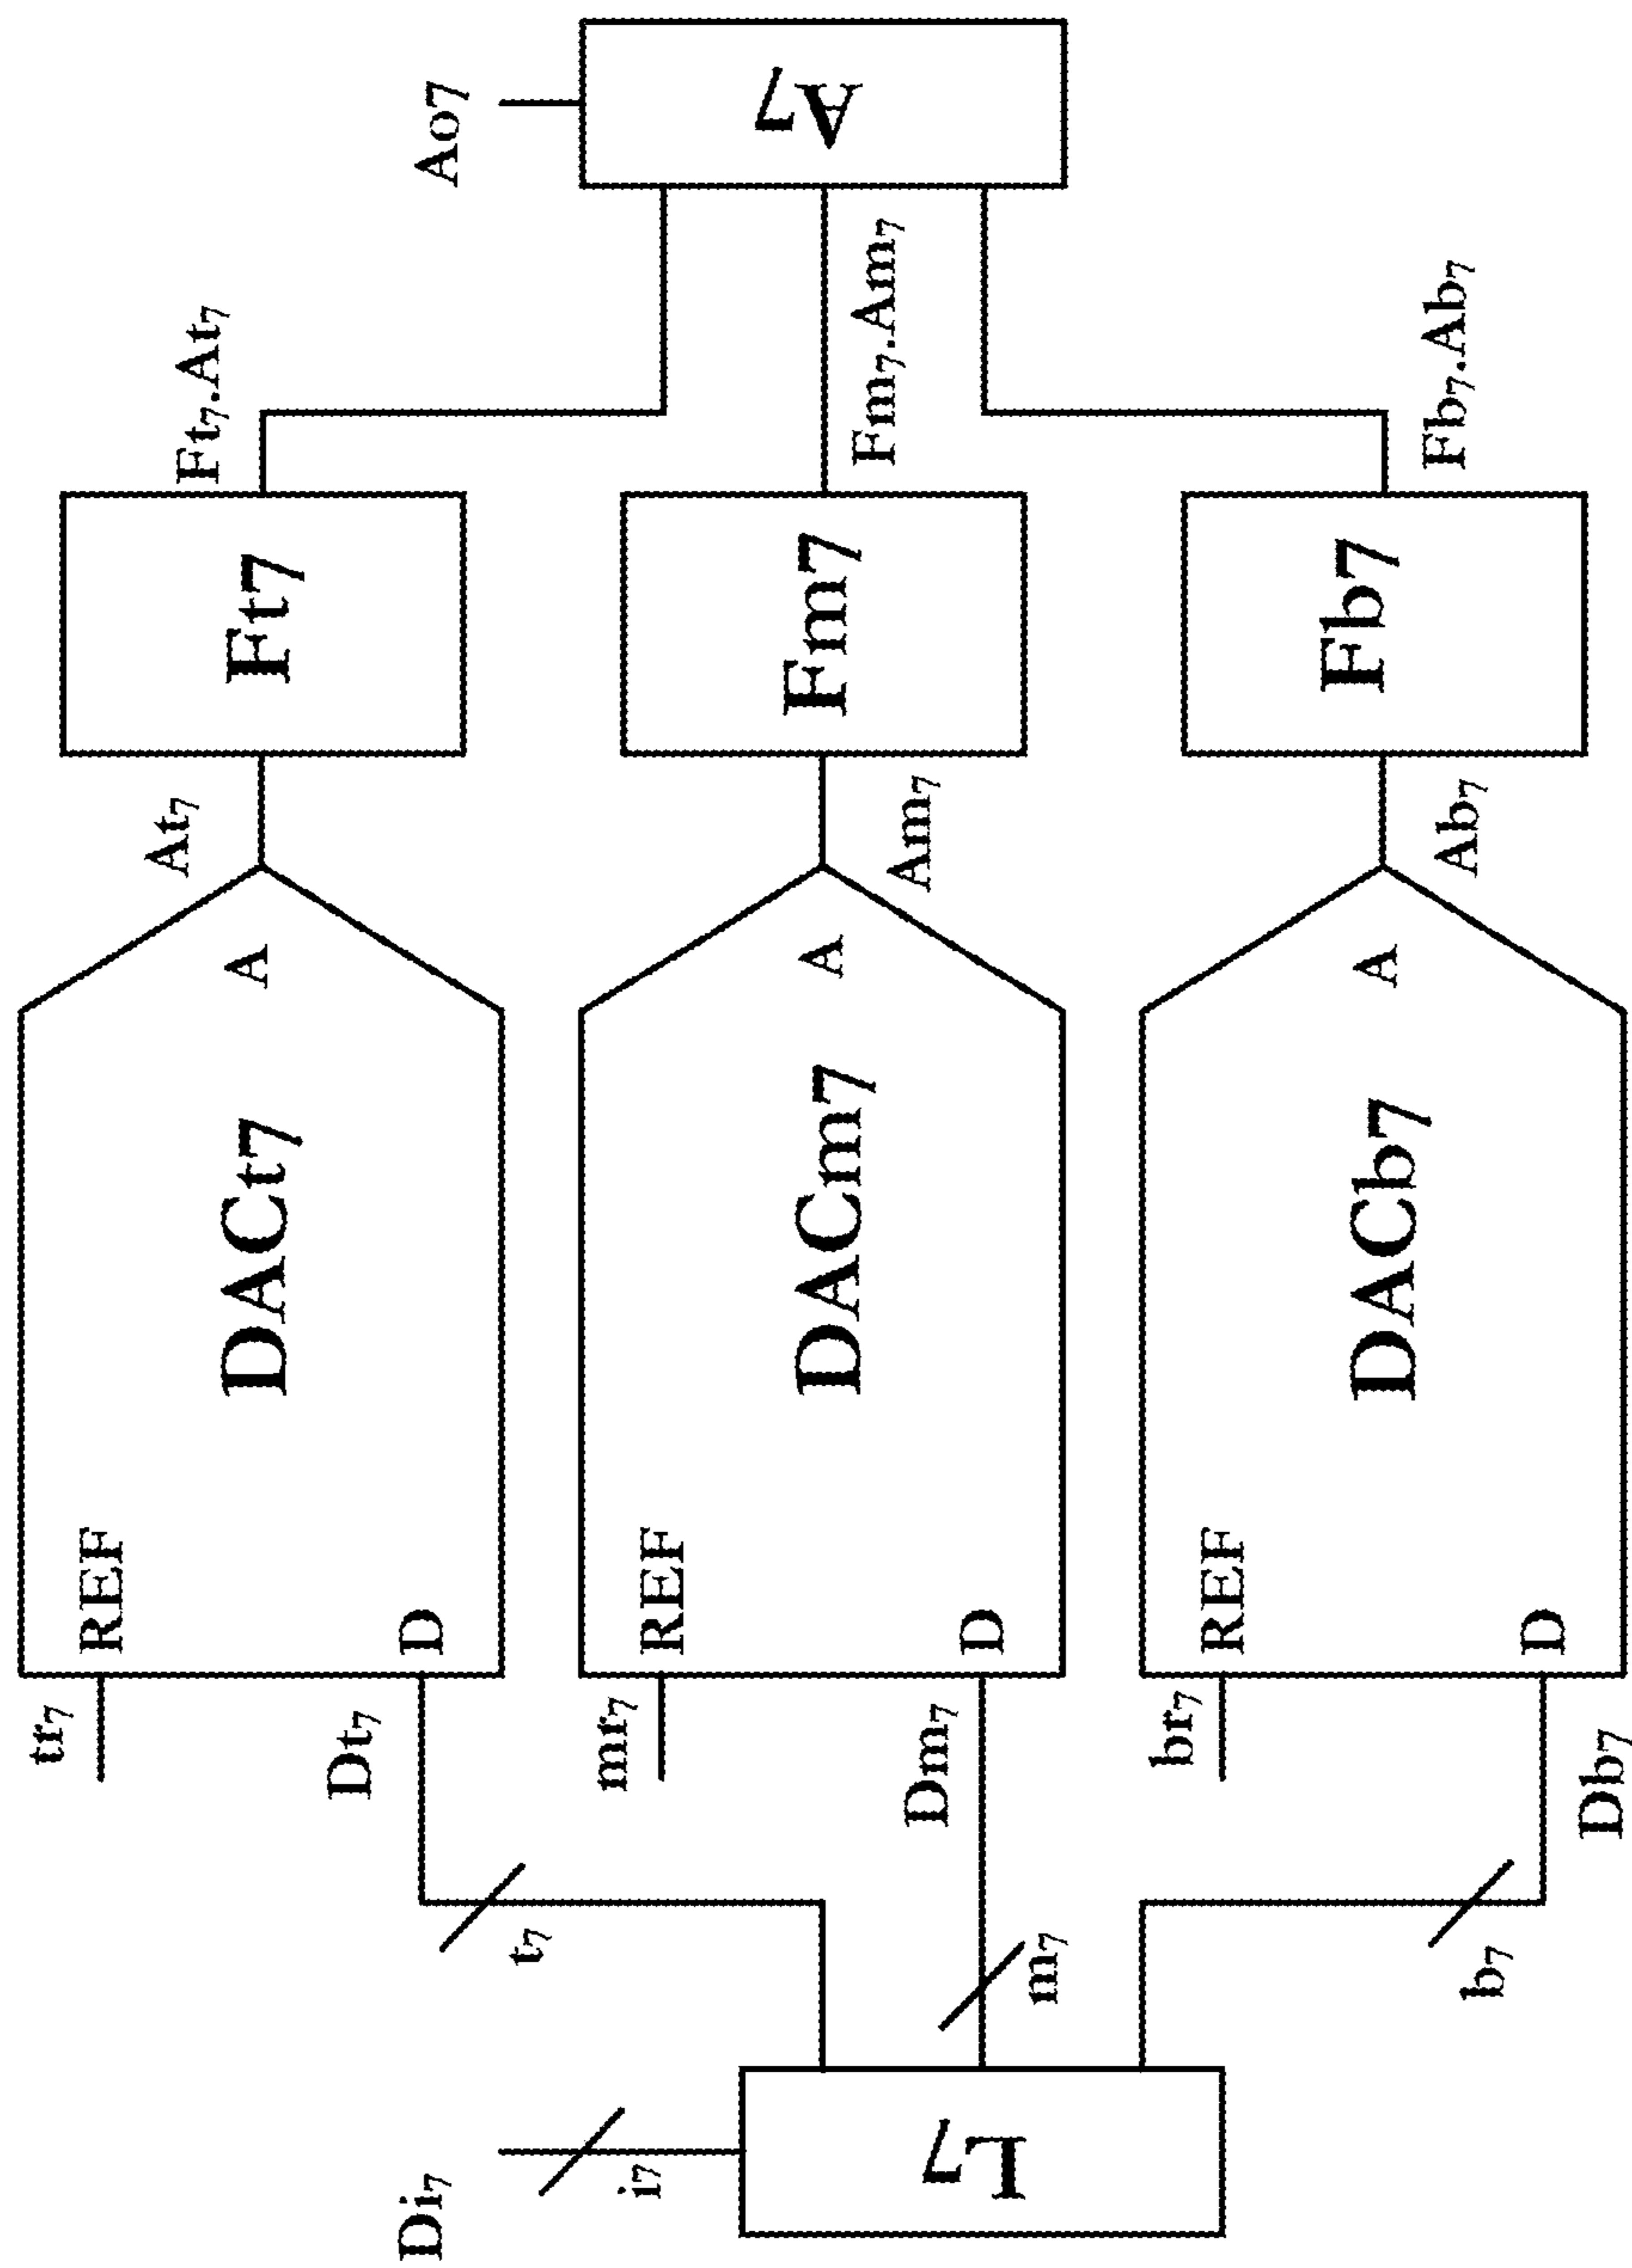 Ao7
A7
Ft7.At7
Fm7.Am7
Fb7.Ab7
Ft7
Fm7
Fb7
At7
Am7
Ab7
A
A
A
DACt7
DACm7
DACb7
REF
D
REF
D
REF
D
tr7
Dt7
mr7
Dm7
br7
Db7
t7
m7
b7
Di7
i7
L7